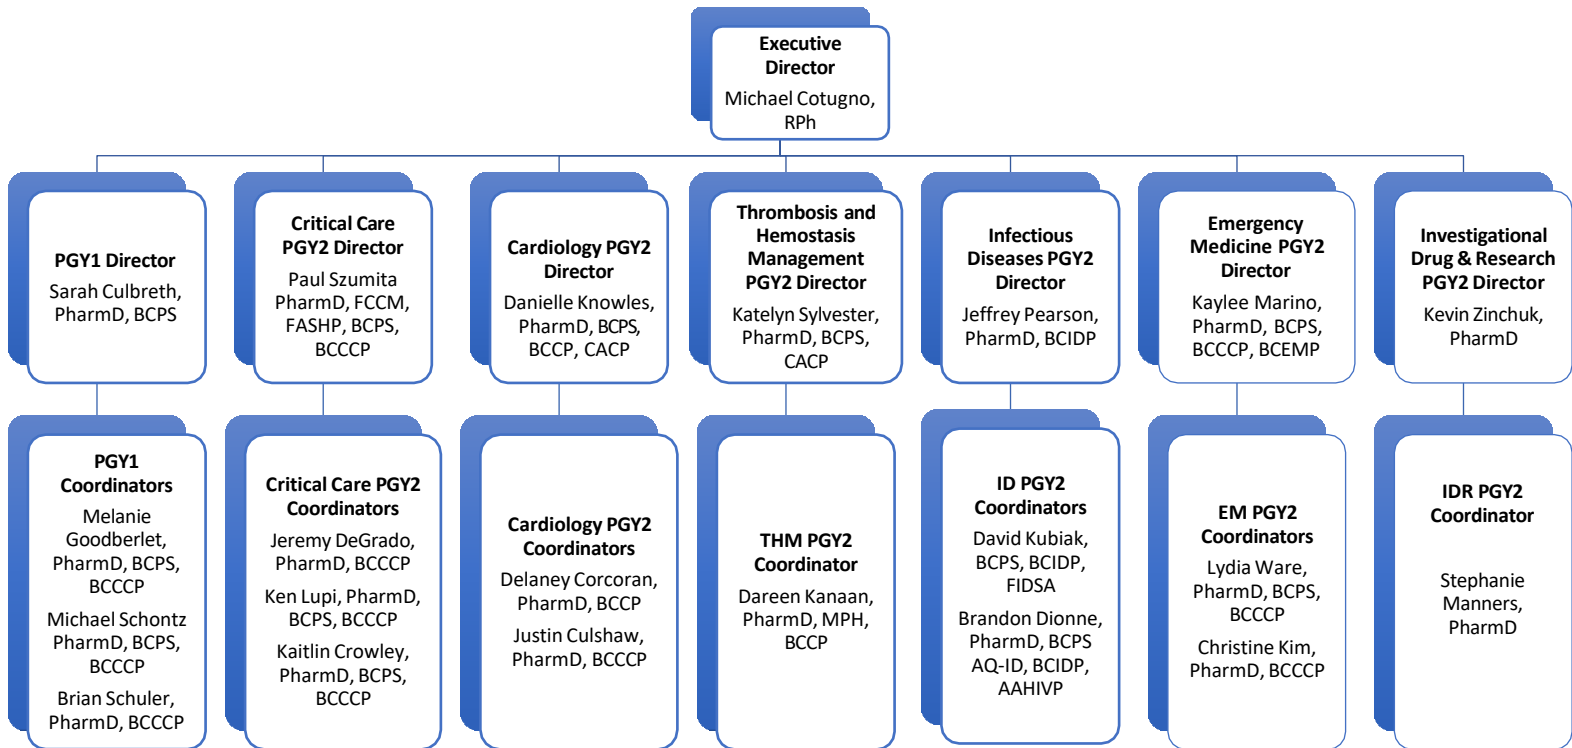 Executive
Director
Michael Cotugno,
RPh
PGY1 Director
Sarah Culbreth,
PharmD, BCPS
Critical Care
PGY2 Director
Paul Szumita
PharmD, FCCM,
FASHP, BCPS,
BCCCP
Cardiology PGY2
Director
Danielle Knowles,
PharmD, BCPS,
BCCP, CACP
Thrombosis and
Hemostasis
Management
PGY2 Director
Katelyn Sylvester,
PharmD, BCPS,
CACP
Infectious
Diseases PGY2
Director
Jeffrey Pearson,
PharmD, BCIDP
Emergency
Medicine PGY2
Director
Kaylee Marino,
PharmD, BCPS,
BCCCP, BCEMP
Investigational
Drug & Research
PGY2 Director
Kevin Zinchuk,
PharmD
PGY1
Coordinators
Melanie
Goodberlet,
PharmD, BCPS,
BCCCP
Michael Schontz
PharmD, BCPS,
BCCCP
Brian Schuler,
PharmD, BCCCP
Critical Care PGY2
Coordinators
Jeremy DeGrado,
PharmD, BCCCP
Ken Lupi, PharmD,
BCPS, BCCCP
Kaitlin Crowley,
PharmD, BCPS,
BCCCP
Cardiology PGY2
Coordinators
Delaney Corcoran,
PharmD, BCCP
Justin Culshaw,
PharmD, BCCCP
THM PGY2
Coordinator
Dareen Kanaan,
PharmD, MPH,
BCCP
ID PGY2
Coordinators
David Kubiak,
BCPS, BCIDP,
FIDSA
Brandon Dionne,
PharmD, BCPS
AQ-ID, BCIDP,
AAHIVP
EM PGY2
Coordinators
Lydia Ware,
PharmD, BCPS,
BCCCP
Christine Kim,
PharmD, BCCCP
IDR PGY2
Coordinator
Stephanie
Manners,
PharmD